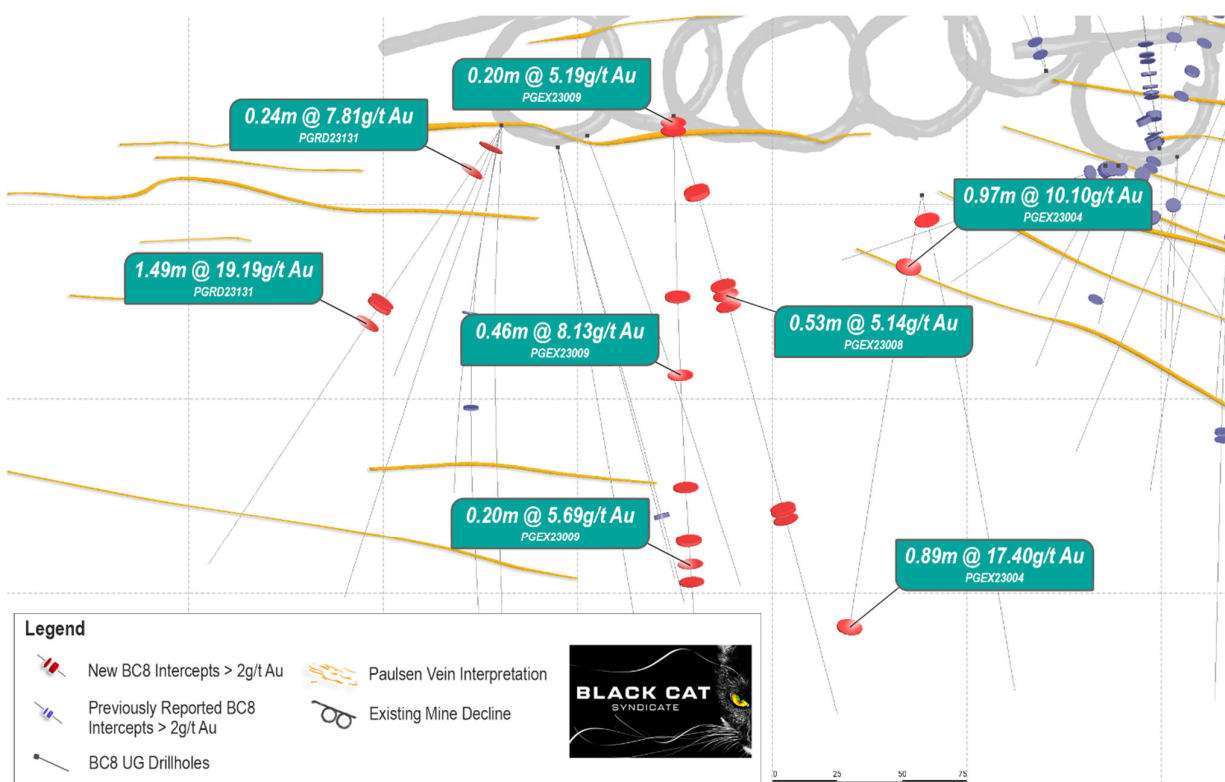 0.20m @ 5.19g/t Au
PGEX23009
0.24m @ 7.81g/t Au
PGRD23131
0.97m @ 10.10g/t Au
PGEX23004
1.49m @ 19.19g/t Au
PGRD23131
0.46m @ 8.13g/t Au
PGEX23009
0.53m @ 5.14g/t Au
PGEX23008
0.20m @ 5.69g/t Au
PGEX23009
0.89m @ 17.40g/t Au
PGEX23004
Legend
New BC8 Intercepts > 2g/t Au
Previously Reported BC8
Intercepts > 2g/t Au
BC8 UG Drillholes
Paulsen Vein Interpretation
Existing Mine Decline
BLACK CAT
SYNDICATE
0 25 50 75